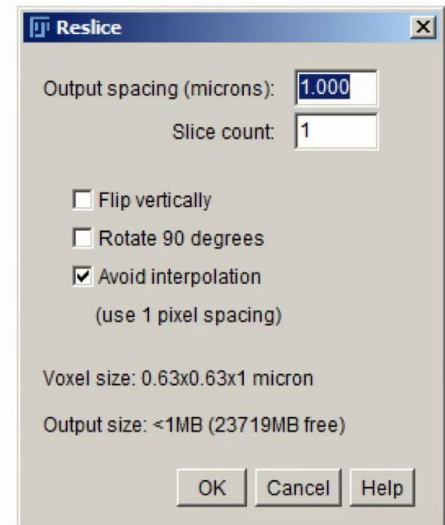 Reslice
Output spacing (microns): 1.000
Slice count: 1
Flip vertically
Rotate 90 degrees
Avoid interpolation
(use 1 pixel spacing)
Voxel size: 0.63x0.63x1 micron
Output size: <1MB (23719MB free)
OK Cancel Help